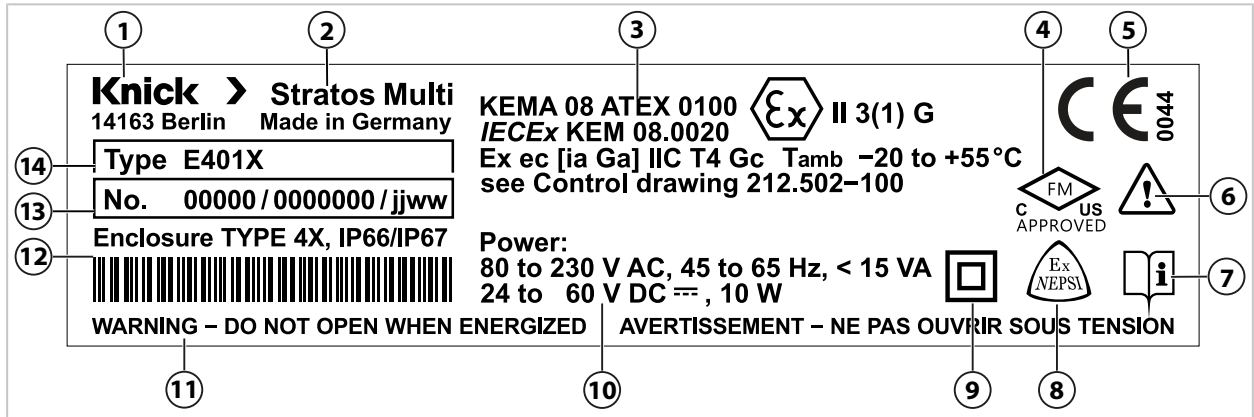 1
2
3
4
5
Knick >
Stratos Multi
14163 Berlin
Made in Germany
KEMA 08 ATEX 0100
IECEx KEM 08.0020
Ex
II 3(1) G
Ex ec [ia Ga] IIC T4 Gc Tamb −20 to +55°C
see Control drawing 212.502−100
CE
0044
14
Type E401X
13
No. 00000 / 0000000 / jjww
FM
C US
APPROVED
6
12
Enclosure TYPE 4X, IP66/IP67
Power:
80 to 230 V AC, 45 to 65 Hz, < 15 VA
24 to 60 V DC ⎓ , 10 W
Ex
NEPSI
i
7
WARNING − DO NOT OPEN WHEN ENERGIZED AVERTISSEMENT − NE PAS OUVRIR SOUS TENSION
11
10
9
8